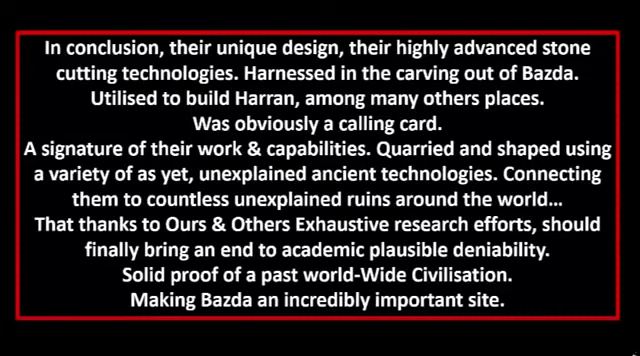 In conclusion, their unique design, their highly advanced stone
cutting technologies. Harnessed in the carving out of Bazda.
Utilised to build Harran, among many others places.
Was obviously a calling card.
A signature of their work & capabilities. Quarried and shaped using
a variety of as yet, unexplained ancient technologies. Connecting
them to countless unexplained ruins around the world...
That thanks to Ours & Others Exhaustive research efforts, should
finally bring an end to academic plausible deniability.
Solid proof of a past world-Wide Civilisation.
Making Bazda an incredibly important site.